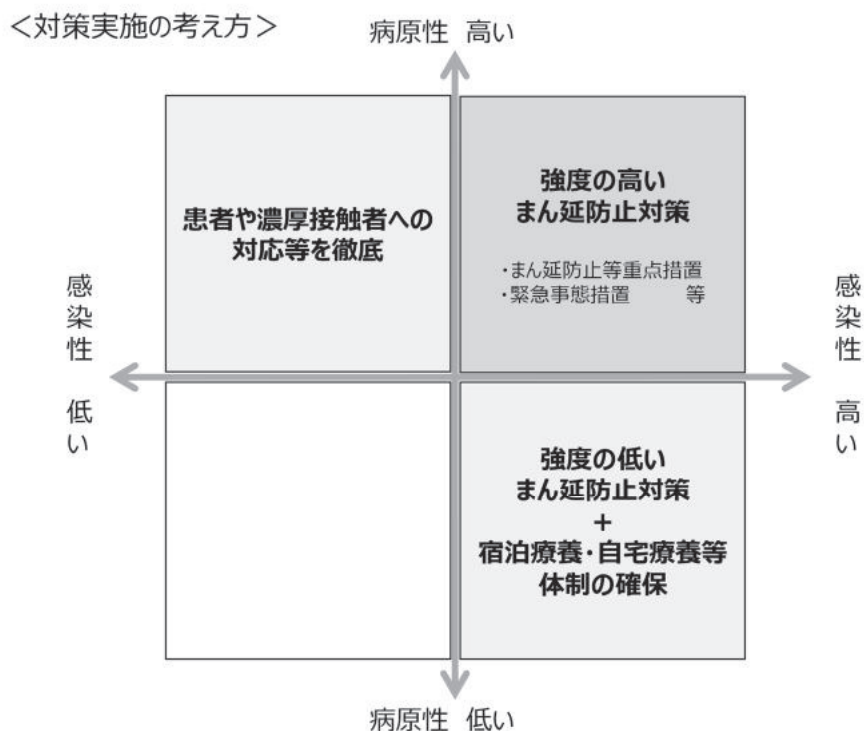 ＜対策実施の考え方＞
病原性 高い
患者や濃厚接触者への
対応等を徹底
強度の高い
まん延防止対策
・まん延防止等重点措置
・緊急事態措置　　等
感染性 低い
感染性 高い
強度の低い
まん延防止対策
+
宿泊療養・自宅療養等
体制の確保
病原性 低い